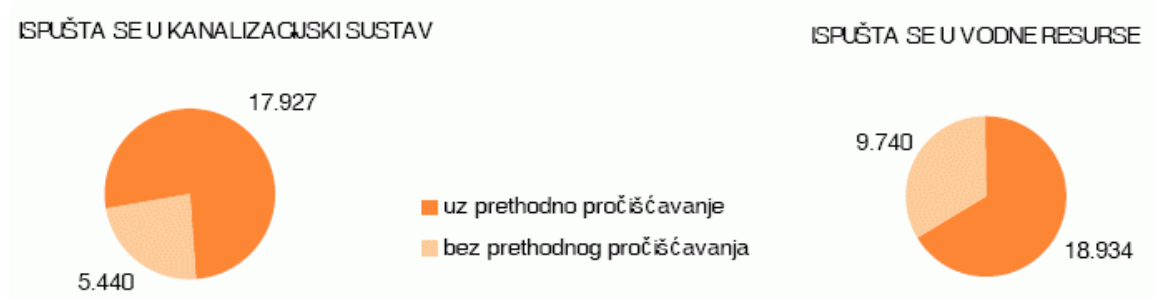 ISPUŠTA SE U KANALIZACIJSKI SUSTAV
17.927
5.440
uz prethodno pročišćavanje
bez prethodnog pročišćavanja
ISPUŠTA SE U VODNE RESURSE
9.740
18.934